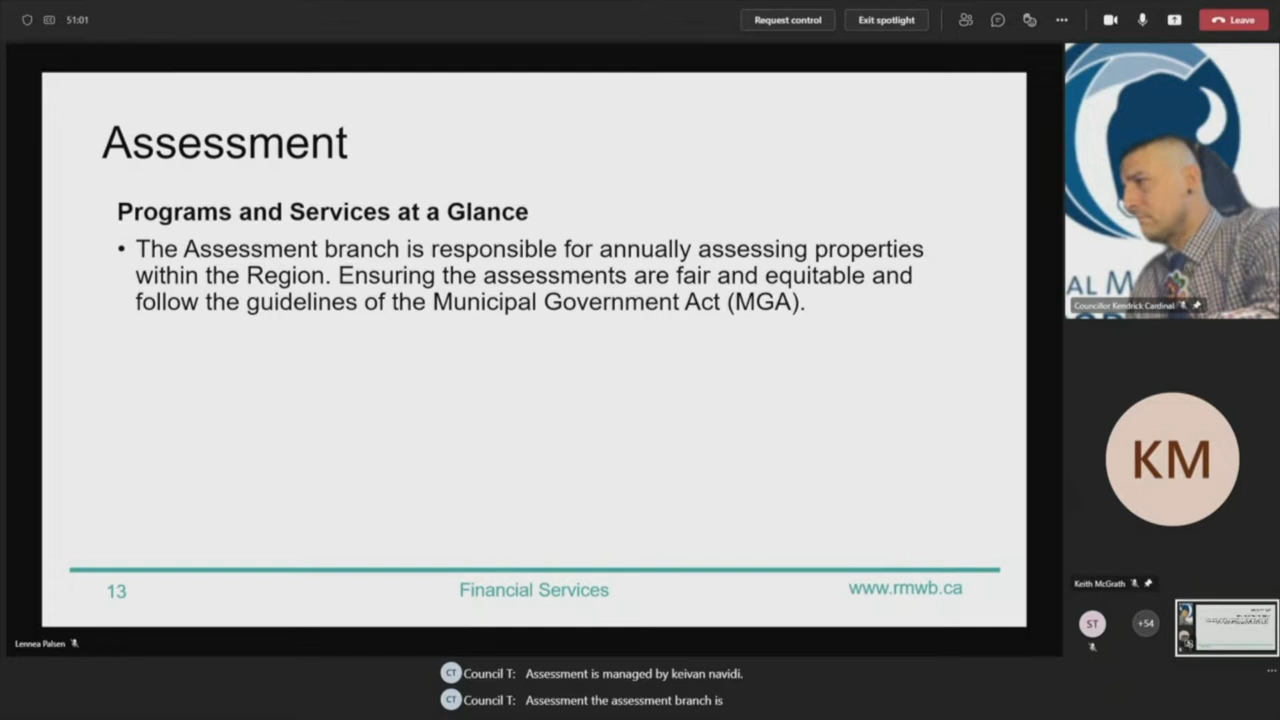 51:01
Request control
Exit spotlight
Leave
Assessment
Programs and Services at a Glance
• The Assessment branch is responsible for annually assessing properties
within the Region. Ensuring the assessments are fair and equitable and
follow the guidelines of the Municipal Government Act (MGA).
13
Financial Services
www.rmwb.ca
Lennea Palsen
AL M
Councillor Kendrick Cardinal
KM
Keith McGrath
ST
+54
CT Council T: Assessment is managed by keivan navidi.
CT Council T: Assessment the assessment branch is